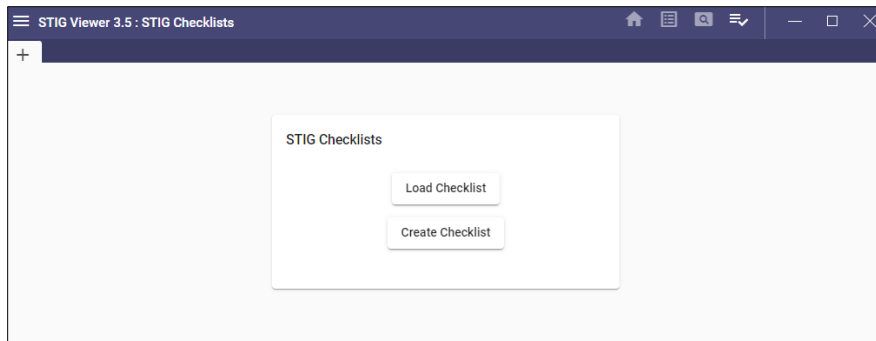 STIG Viewer 3.5 : STIG Checklists
STIG Checklists
Load Checklist
Create Checklist